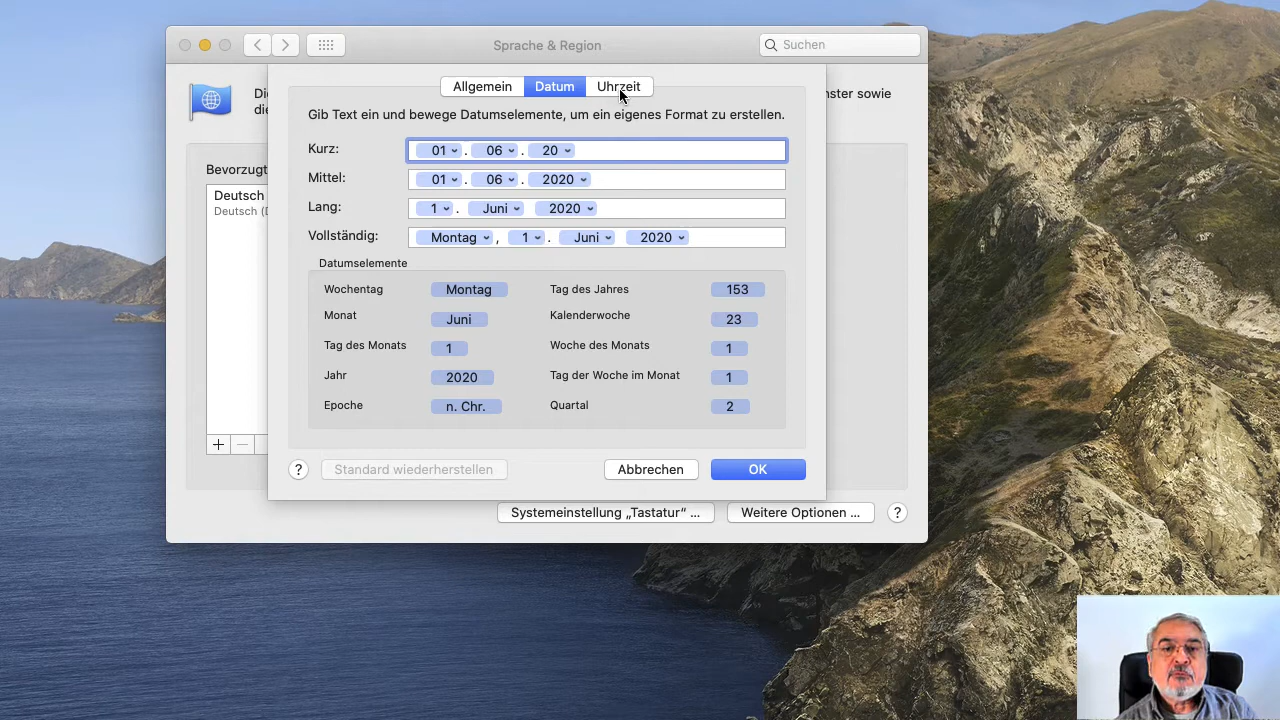 Sprache & Region
Suchen
Di
nster sowie
die
Allgemein Datum Uhrzeit
Gib Text ein und bewege Datumselemente, um ein eigenes Format zu erstellen.
Kurz: 01 . 06 . 20
Mittel: 01 . 06 . 2020
Lang: 1 . Juni 2020
Vollständig: Montag , 1 . Juni 2020
Datumselemente
Wochentag Montag Tag des Jahres 153
Monat Juni Kalenderwoche 23
Tag des Monats 1 Woche des Monats 1
Jahr 2020 Tag der Woche im Monat 1
Epoche n. Chr. Quartal 2
Bevorzugt
Deutsch
Deutsch (D
+ −
? Standard wiederherstellen Abbrechen OK
Systemeinstellung „Tastatur“ ... Weitere Optionen ... ?